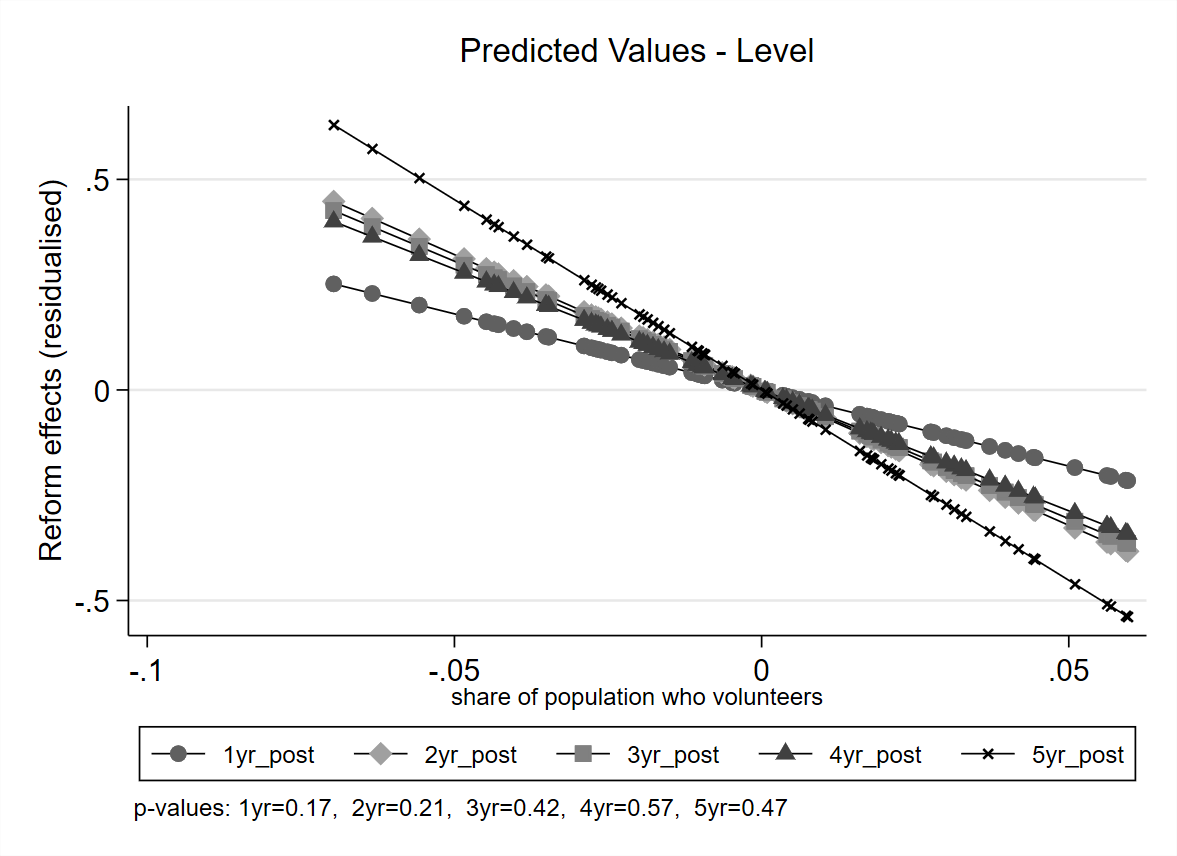 Predicted Values - Level
Reform effects (residualised)
.5
0
-.5
-.1
-.05
0
.05
share of population who volunteers
1yr_post
2yr_post
3yr_post
4yr_post
5yr_post
p-values: 1yr=0.17,  2yr=0.21,  3yr=0.42,  4yr=0.57,  5yr=0.47